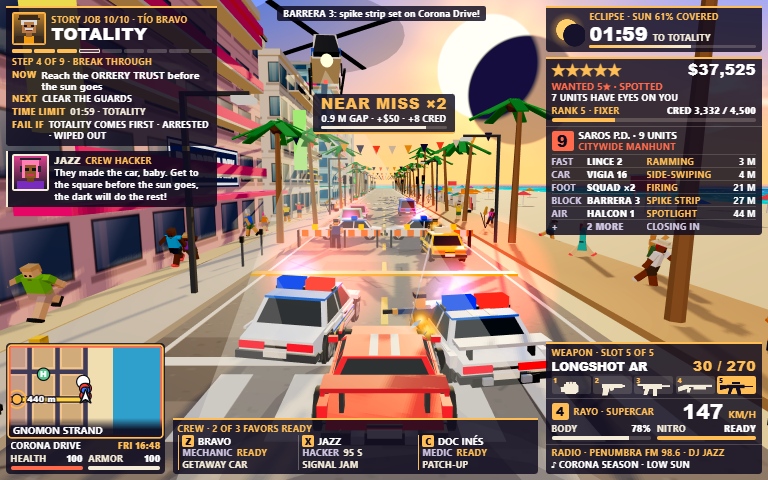 STORY JOB 10/10 · TÍO BRAVO
TOTALITY
STEP 4 OF 9 · BREAK THROUGH
NOW Reach the ORRERY TRUST before the sun goes
NEXT CLEAR THE GUARDS
TIME LIMIT 01:59 · TOTALITY
FAIL IF TOTALITY COMES FIRST · ARRESTED · WIPED OUT
JAZZ CREW HACKER
They made the car, baby. Get to
the square before the sun goes,
the dark will do the rest!
BARRERA 3: spike strip set on Corona Drive!
NEAR MISS ×2
0.9 M GAP · +$50 · +8 CRED
ECLIPSE · SUN 61% COVERED
01:59 TO TOTALITY
$37,525
WANTED 5★ · SPOTTED
7 UNITS HAVE EYES ON YOU
RANK 5 · FIXER CRED 3,332 / 4,500
9 SAROS P.D. · 9 UNITS
CITYWIDE MANHUNT
FAST LINCE 2 RAMMING 3 M
CAR VIGIA 16 SIDE-SWIPING 4 M
FOOT SQUAD ×2 FIRING 21 M
BLOCK BARRERA 3 SPIKE STRIP 27 M
AIR HALCON 1 SPOTLIGHT 44 M
+ 2 MORE CLOSING IN
H
440 m
GNOMON STRAND
CORONA DRIVE FRI 16:48
HEALTH 100 ARMOR 100
CREW · 2 OF 3 FAVORS READY
Z BRAVO
MECHANIC READY
GETAWAY CAR
X JAZZ
HACKER 95 S
SIGNAL JAM
C DOC INÉS
MEDIC READY
PATCH-UP
WEAPON · SLOT 5 OF 5
LONGSHOT AR 30 / 270
1 2 3 4 5
4 RAYO · SUPERCAR 147 KM/H
BODY 78% NITRO READY
RADIO · PENUMBRA FM 98.6 · DJ JAZZ
♪ CORONA SEASON · LOW SUN